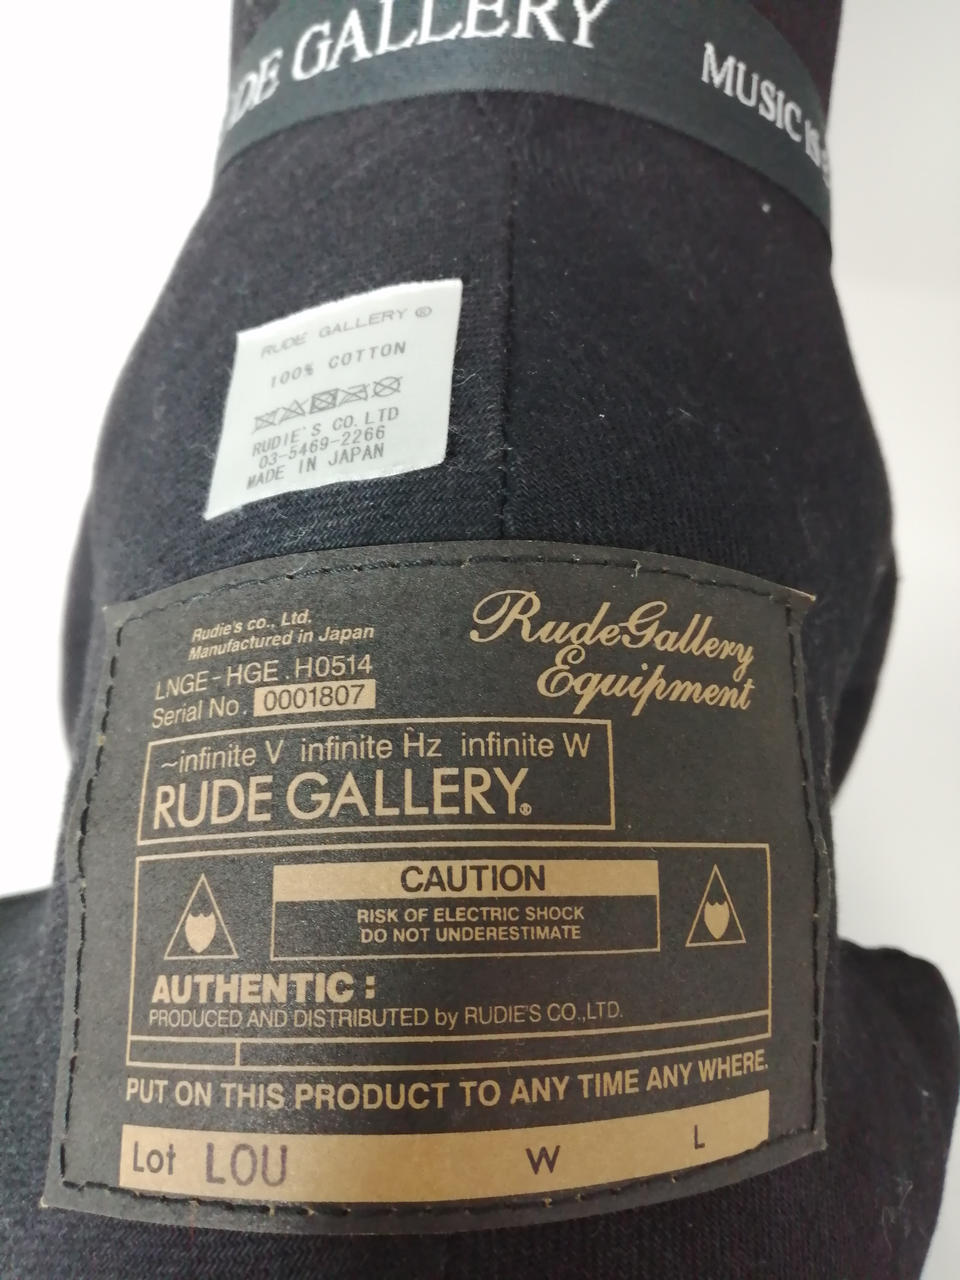 GALLERY
MUSIC IS
RUDE GALLERY ®
100% COTTON
RUDIE'S CO.LTD
03-5469-2266
MADE IN JAPAN
Rudie's co., Ltd.
Manufactured in Japan
LNGE-HGE.H0514
Serial No. 0001807
RudeGallery
Equipment
~infinite V infinite Hz infinite W
RUDE GALLERY®
CAUTION
RISK OF ELECTRIC SHOCK
DO NOT UNDERESTIMATE
AUTHENTIC :
PRODUCED AND DISTRIBUTED by RUDIE'S CO.,LTD.
PUT ON THIS PRODUCT TO ANY TIME ANY WHERE.
Lot LOU W L